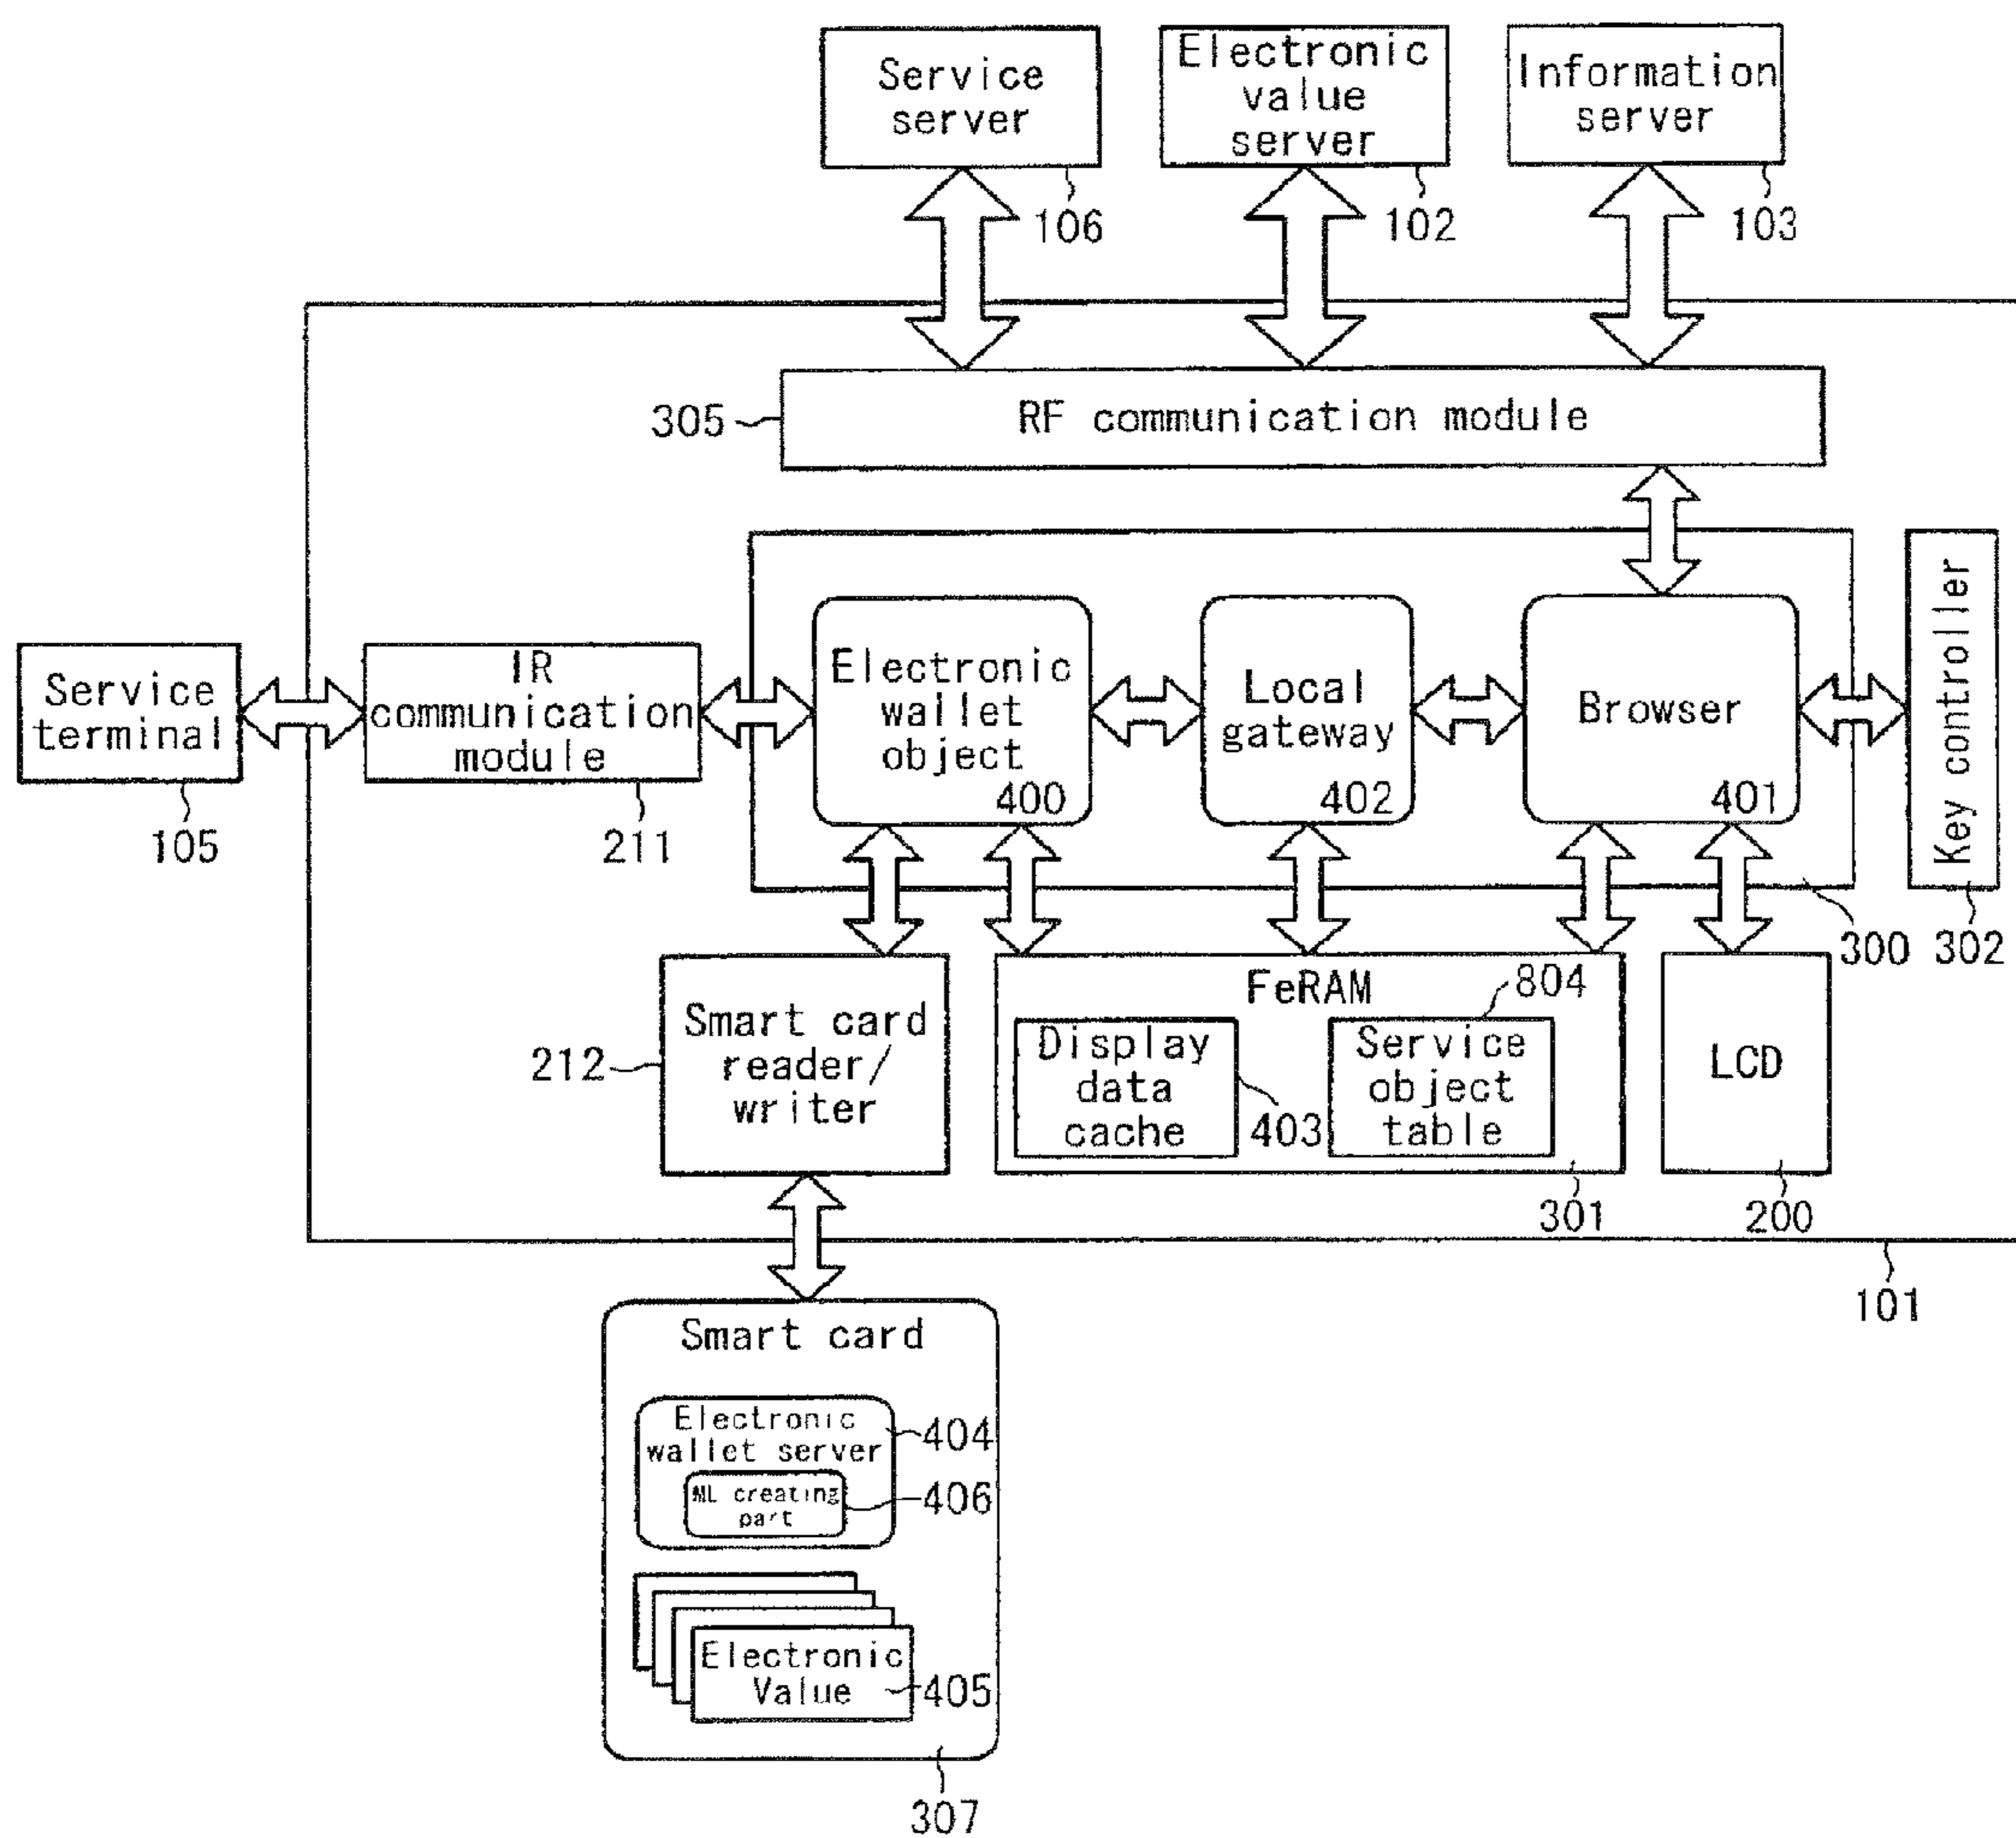 Service
server
106
Electronic
value
server
102
Information
server
103
305
RF communication module
Service
terminal
105
IR
communication
module
211
Electronic
wallet
object
400
Local
gateway
402
Browser
401
Key controller
302
300
212
Smart card
reader/
writer
FeRAM
804
Display
data
cache
403
Service
object
table
301
LCD
200
101
Smart card
Electronic
wallet server
404
ML creating
part
406
Electronic
Value
405
307